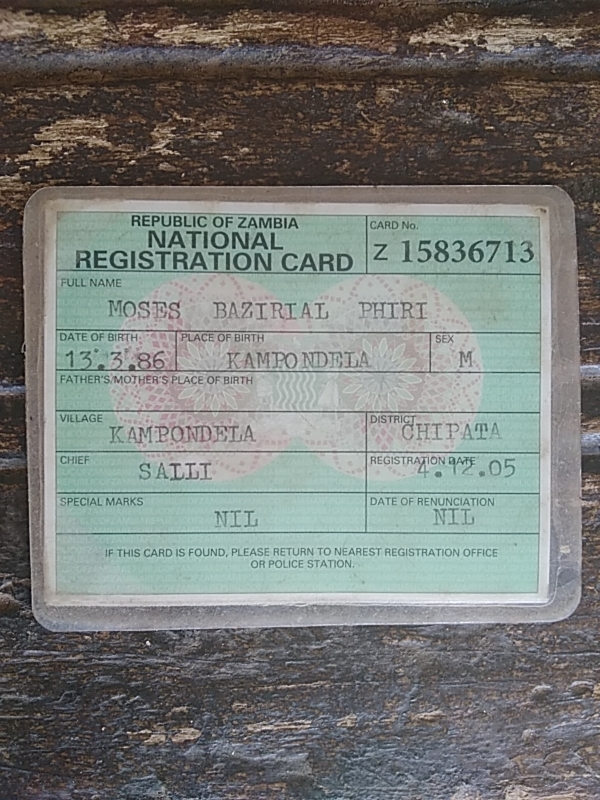 REPUBLIC OF ZAMBIA
NATIONAL
REGISTRATION CARD
CARD No.
Z 15836713
FULL NAME
MOSES BAZIRIAL PHIRI
DATE OF BIRTH
13.3.86
PLACE OF BIRTH
KAMPONDELA
SEX
M
FATHER'S/MOTHER'S PLACE OF BIRTH
VILLAGE
KAMPONDELA
DISTRICT
CHIPATA
CHIEF
SAILI
REGISTRATION DATE
4.12.05
SPECIAL MARKS
NIL
DATE OF RENUNCIATION
NIL
IF THIS CARD IS FOUND, PLEASE RETURN TO NEAREST REGISTRATION OFFICE
OR POLICE STATION.